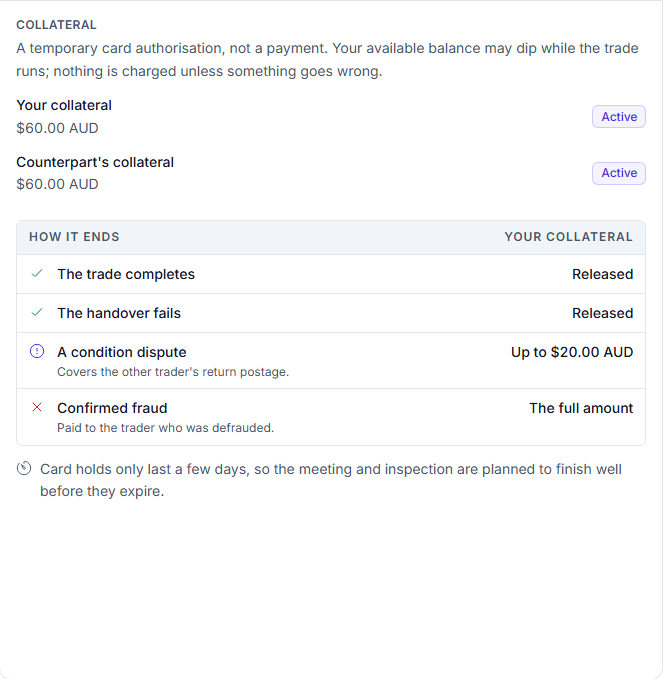 COLLATERAL
A temporary card authorisation, not a payment. Your available balance may dip while the trade
runs; nothing is charged unless something goes wrong.
Your collateral
$60.00 AUD
Active
Counterpart's collateral
$60.00 AUD
Active
HOW IT ENDS YOUR COLLATERAL
The trade completes Released
The handover fails Released
A condition dispute Up to $20.00 AUD
Covers the other trader's return postage.
Confirmed fraud The full amount
Paid to the trader who was defrauded.
Card holds only last a few days, so the meeting and inspection are planned to finish well
before they expire.